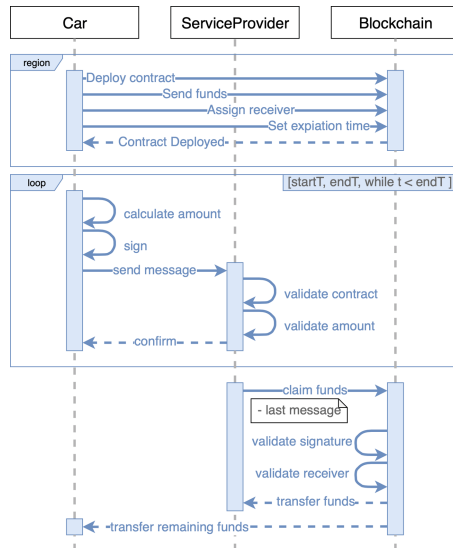 Car
ServiceProvider
Blockchain
region
Deploy contract
Send funds
Assign receiver
Set expiation time
Contract Deployed
loop
[startT, endT, while t < endT ]
calculate amount
sign
send message
validate contract
validate amount
confirm
claim funds
- last message
validate signature
validate receiver
transfer funds
transfer remaining funds